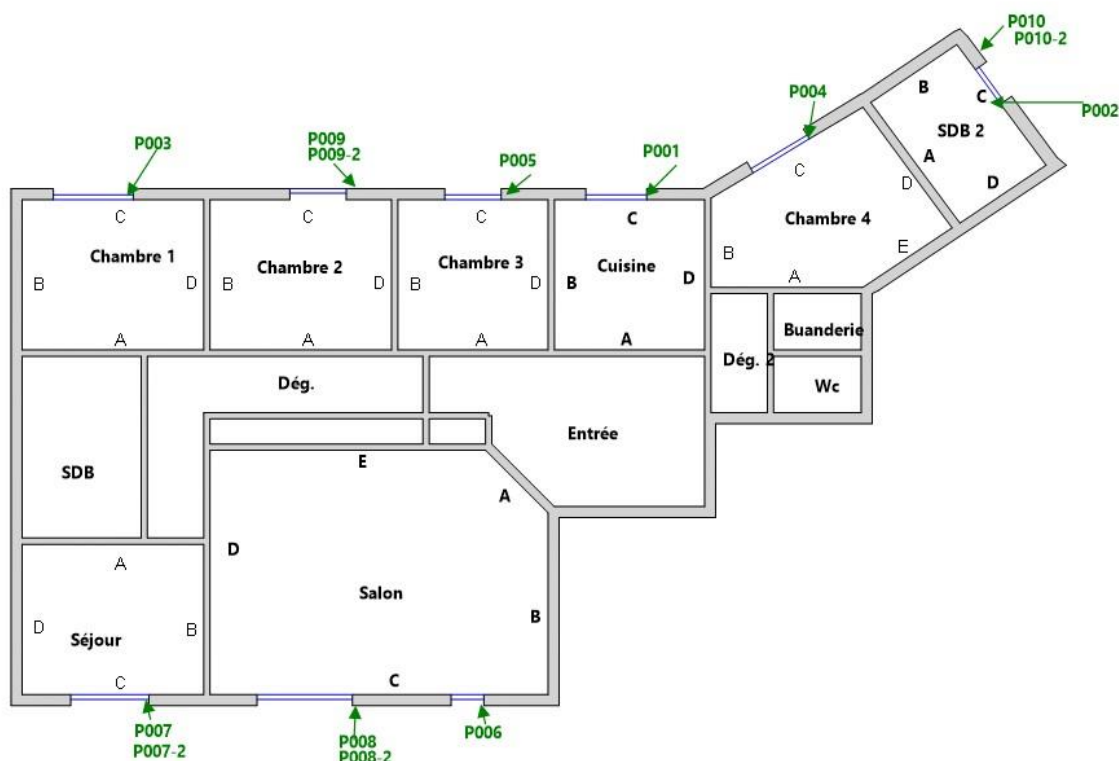 P010
P010-2
P004
P002
B
C
SDB 2
A
D
P003
P009
P009-2
P005
P001
C
D
Chambre 4
B
E
A
C
Chambre 1
B
D
A
C
Chambre 2
B
D
A
C
Chambre 3
B
D
A
C
Cuisine
B
D
A
Buanderie
Dég. 2
Wc
Dég.
Entrée
SDB
E
A
D
Salon
B
C
A
D
B
Séjour
C
P007
P007-2
P008
P008-2
P006